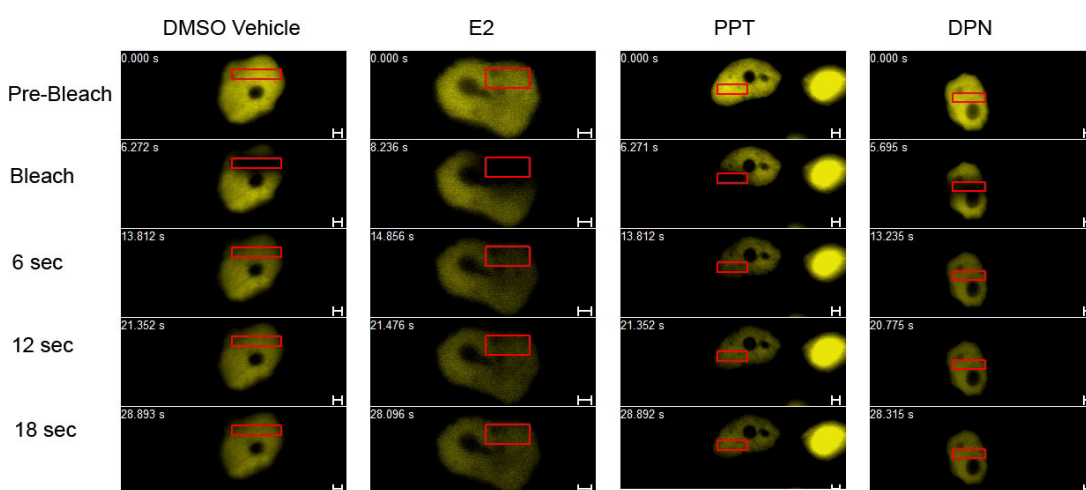 DMSO Vehicle E2 PPT DPN
Pre-Bleach 0.000 s 0.000 s 0.000 s 0.000 s
Bleach 6.272 s 8.236 s 6.271 s 5.695 s
6 sec 13.812 s 14.856 s 13.812 s 13.235 s
12 sec 21.352 s 21.476 s 21.352 s 20.775 s
18 sec 28.893 s 28.096 s 28.892 s 28.315 s